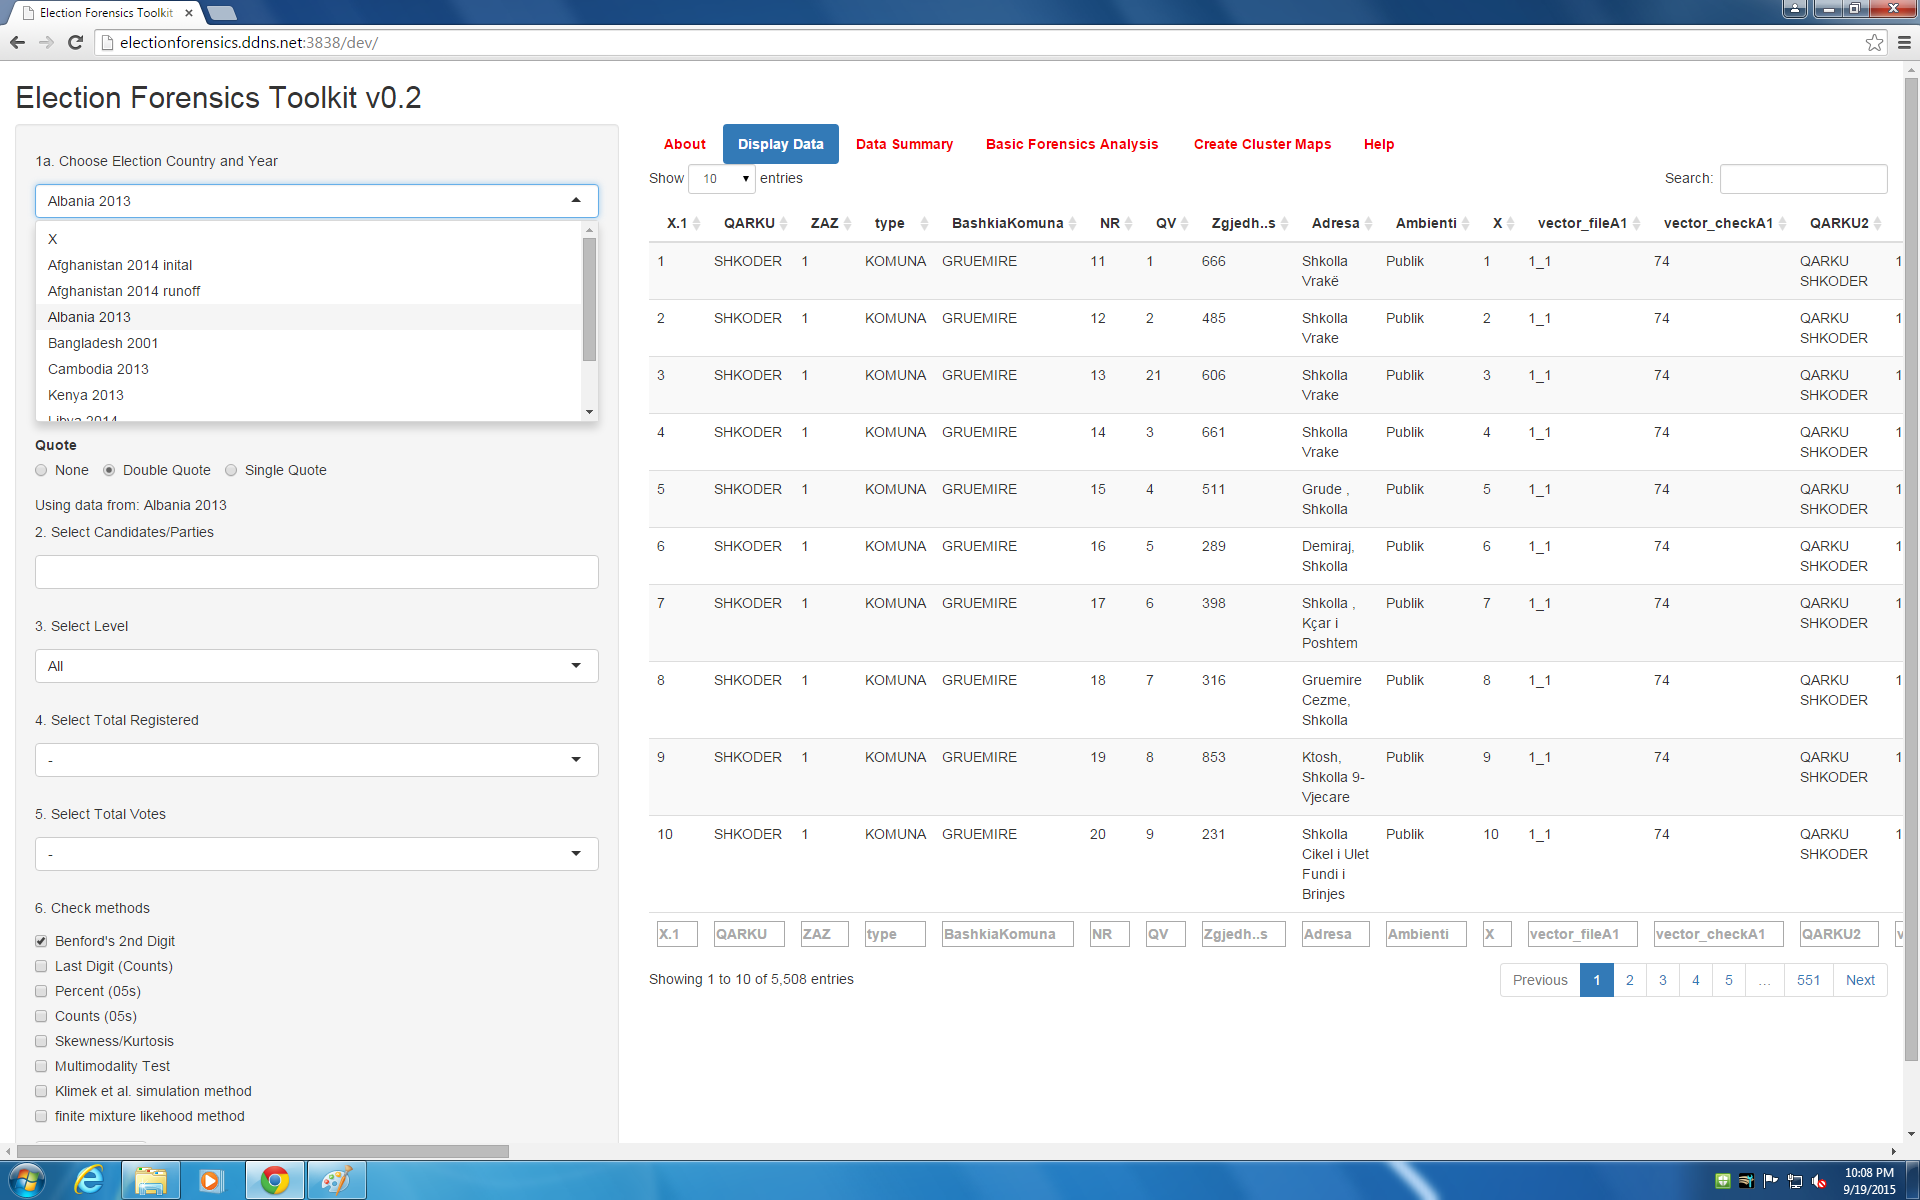 Election Forensics Toolkit
electionforensics.ddns.net:3838/dev/
Election Forensics Toolkit v0.2
1a. Choose Election Country and Year
Albania 2013
X
Afghanistan 2014 inital
Afghanistan 2014 runoff
Albania 2013
Bangladesh 2001
Cambodia 2013
Kenya 2013
Libya 2014
Quote
None Double Quote Single Quote
Using data from: Albania 2013
2. Select Candidates/Parties
3. Select Level
All
4. Select Total Registered
-
5. Select Total Votes
-
6. Check methods
Benford's 2nd Digit
Last Digit (Counts)
Percent (05s)
Counts (05s)
Skewness/Kurtosis
Multimodality Test
Klimek et al. simulation method
finite mixture likehood method
About Display Data Data Summary Basic Forensics Analysis Create Cluster Maps Help
Show 10 entries Search:
X.1 QARKU ZAZ type BashkiaKomuna NR QV Zgjedh..s Adresa Ambienti X vector_fileA1 vector_checkA1 QARKU2
1 SHKODER 1 KOMUNA GRUEMIRE 11 1 666 Shkolla Publik 1 1_1 74 QARKU 1
Vrakë SHKODER
2 SHKODER 1 KOMUNA GRUEMIRE 12 2 485 Shkolla Publik 2 1_1 74 QARKU 1
Vrake SHKODER
3 SHKODER 1 KOMUNA GRUEMIRE 13 21 606 Shkolla Publik 3 1_1 74 QARKU 1
Vrake SHKODER
4 SHKODER 1 KOMUNA GRUEMIRE 14 3 661 Shkolla Publik 4 1_1 74 QARKU 1
Vrake SHKODER
5 SHKODER 1 KOMUNA GRUEMIRE 15 4 511 Grude , Publik 5 1_1 74 QARKU 1
Shkolla SHKODER
6 SHKODER 1 KOMUNA GRUEMIRE 16 5 289 Demiraj, Publik 6 1_1 74 QARKU 1
Shkolla SHKODER
7 SHKODER 1 KOMUNA GRUEMIRE 17 6 398 Shkolla , Publik 7 1_1 74 QARKU 1
Kçar i SHKODER
Poshtem
8 SHKODER 1 KOMUNA GRUEMIRE 18 7 316 Gruemire Publik 8 1_1 74 QARKU 1
Cezme, SHKODER
Shkolla
9 SHKODER 1 KOMUNA GRUEMIRE 19 8 853 Ktosh, Publik 9 1_1 74 QARKU 1
Shkolla 9- SHKODER
Vjecare
10 SHKODER 1 KOMUNA GRUEMIRE 20 9 231 Shkolla Publik 10 1_1 74 QARKU 1
Cikel i Ulet SHKODER
Fundi i
Brinjes
X.1 QARKU ZAZ type BashkiaKomuna NR QV Zgjedh..s Adresa Ambienti X vector_fileA1 vector_checkA1 QARKU2 v
Showing 1 to 10 of 5,508 entries Previous 1 2 3 4 5 … 551 Next
10:08 PM
9/19/2015